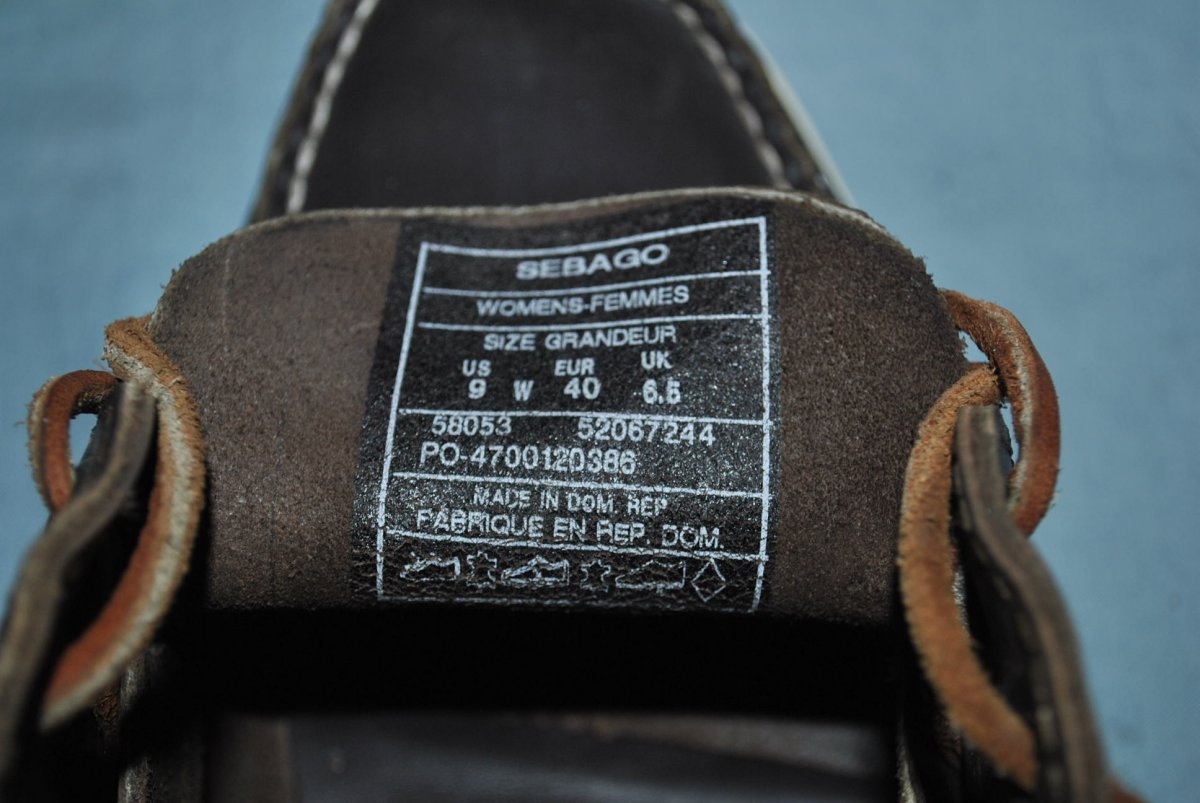 SEBAGO
WOMENS-FEMMES
SIZE GRANDEUR
US EUR UK
9 W 40 6.5
58053 52067244
PO-4700120386
MADE IN DOM. REP
FABRIQUE EN REP. DOM.